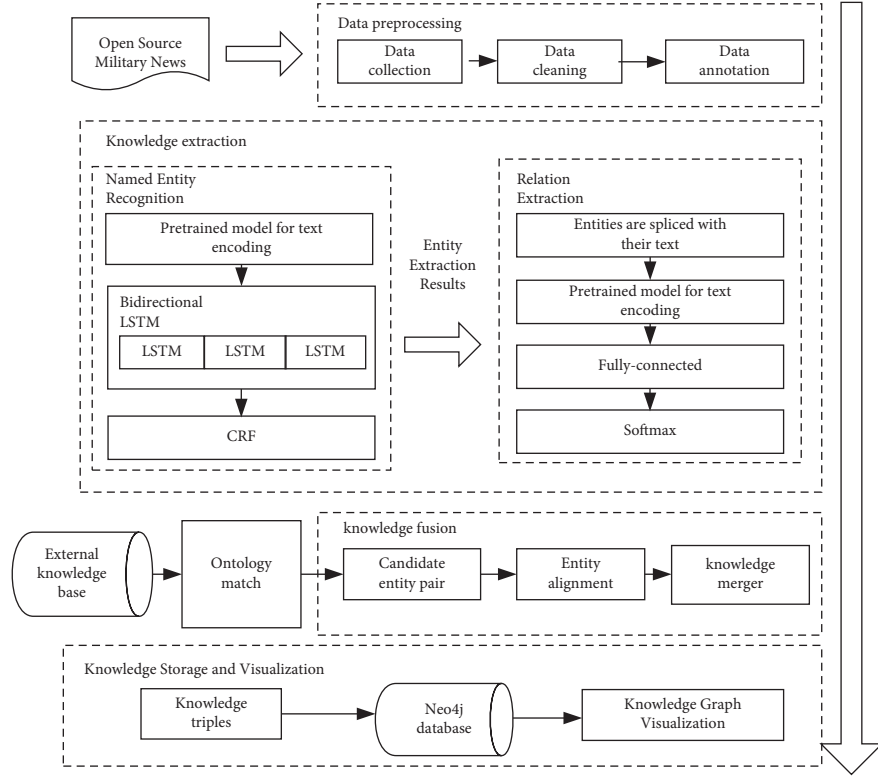 Open Source
Military News
Data preprocessing
Data
collection
Data
cleaning
Data
annotation
Knowledge extraction
Named Entity
Recognition
Pretrained model for text
encoding
Bidirectional
LSTM
LSTM LSTM LSTM
CRF
Entity
Extraction
Results
Relation
Extraction
Entities are spliced with
their text
Pretrained model for text
encoding
Fully-connected
Softmax
External
knowledge
base
Ontology
match
knowledge fusion
Candidate
entity pair
Entity
alignment
knowledge
merger
Knowledge Storage and Visualization
Knowledge
triples
Neo4j
database
Knowledge Graph
Visualization